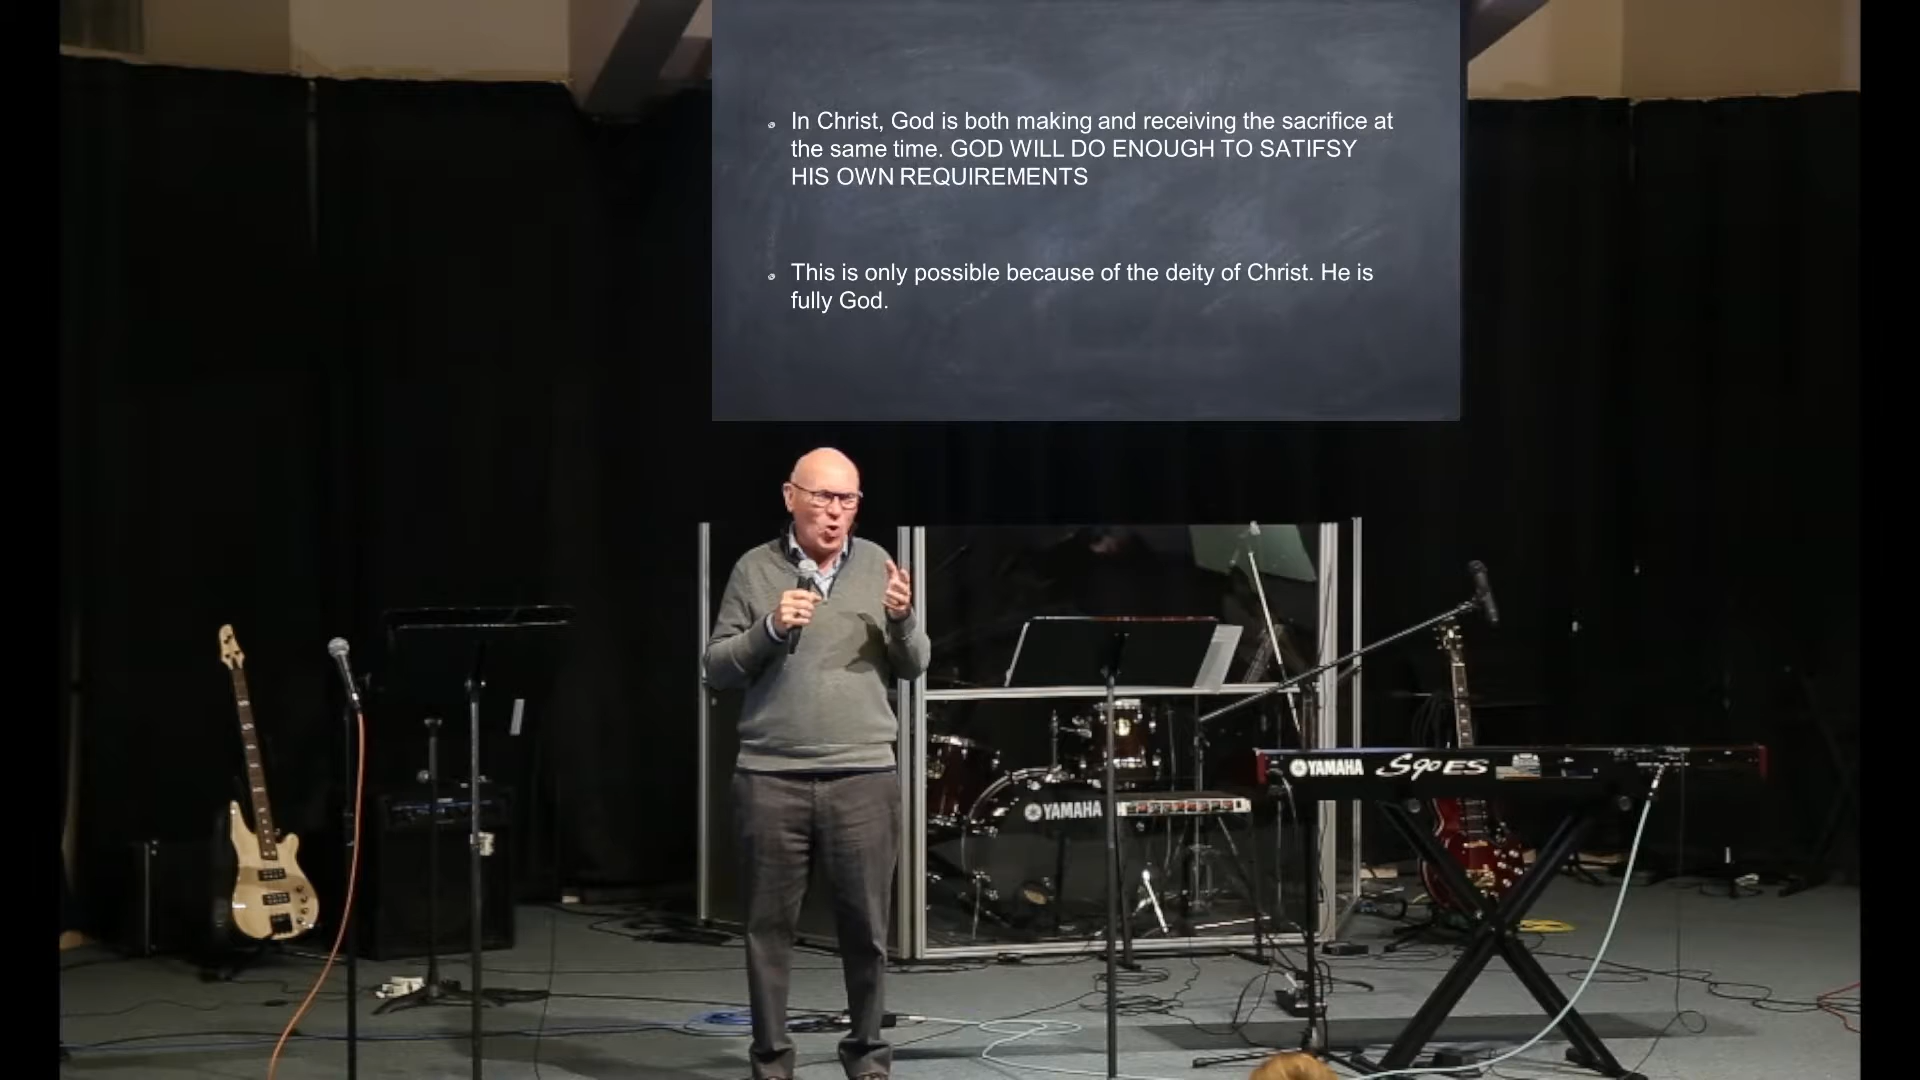 In Christ, God is both making and receiving the sacrifice at
the same time. GOD WILL DO ENOUGH TO SATIFSY
HIS OWN REQUIREMENTS
This is only possible because of the deity of Christ. He is
fully God.
YAMAHA S90 ES
YAMAHA